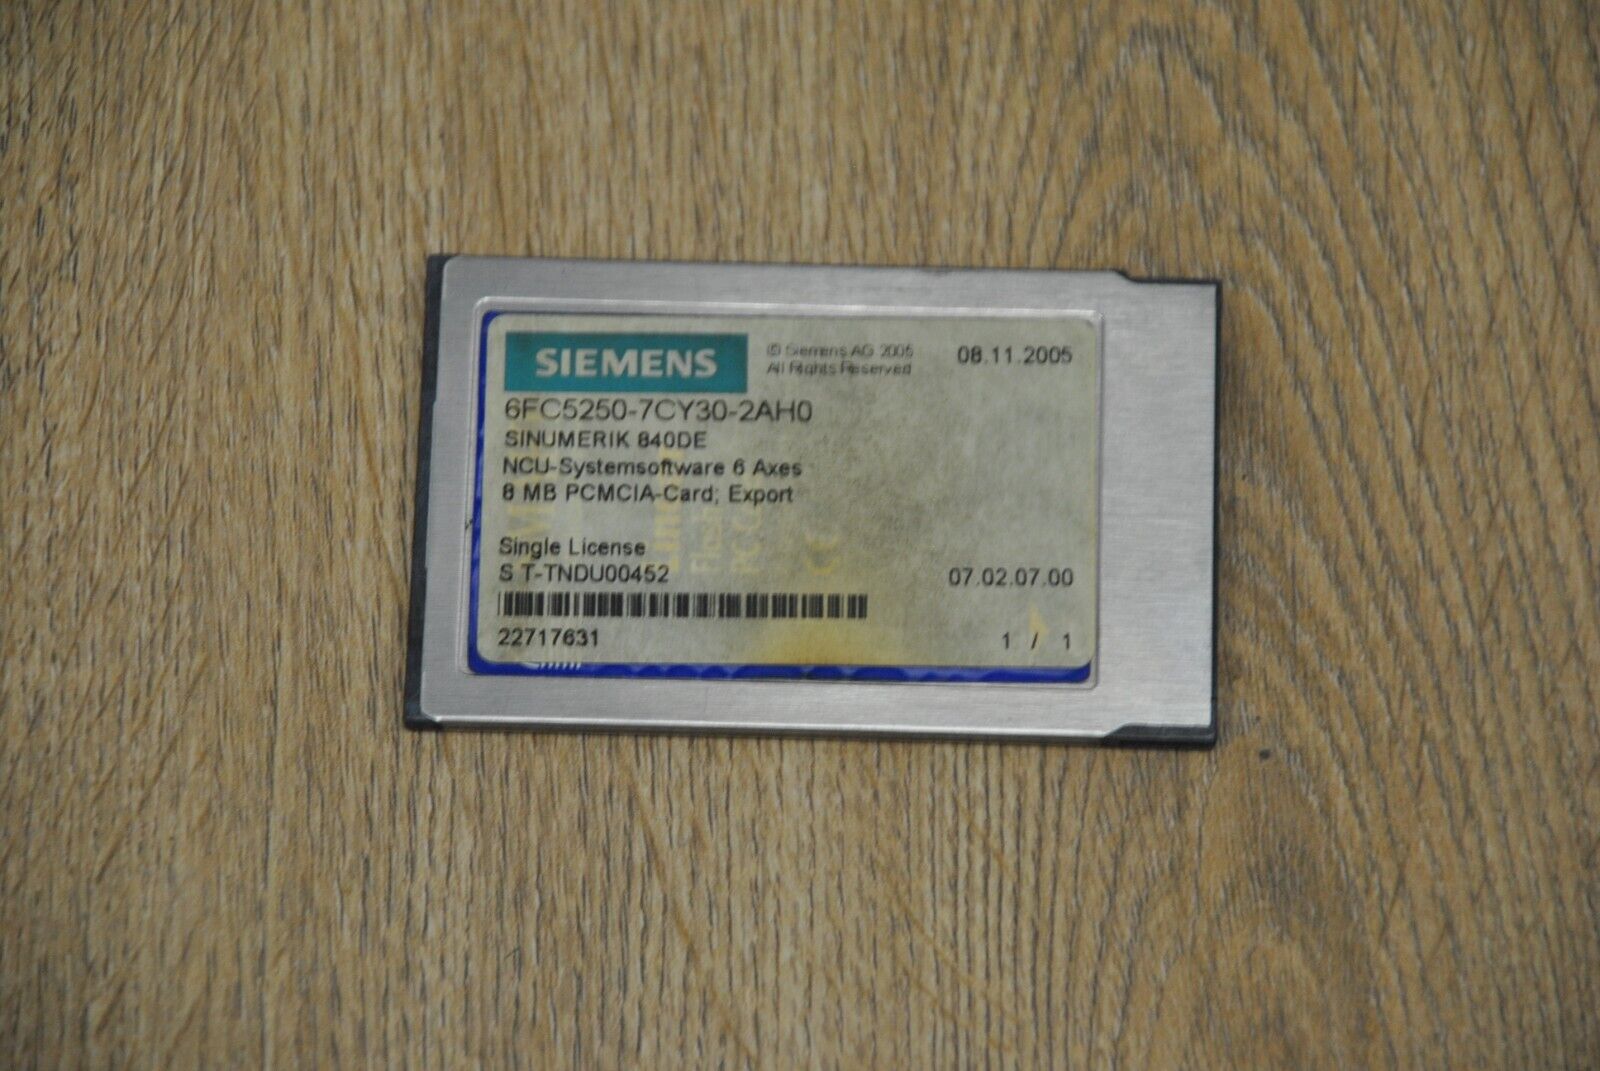 SIEMENS
© Siemens AG 2005
All Rights Reserved
08.11.2005
6FC5250-7CY30-2AH0
SINUMERIK 840DE
NCU-Systemsoftware 6 Axes
8 MB PCMCIA-Card; Export
Single License
S T-TNDU00452
07.02.07.00
22717631
1 / 1